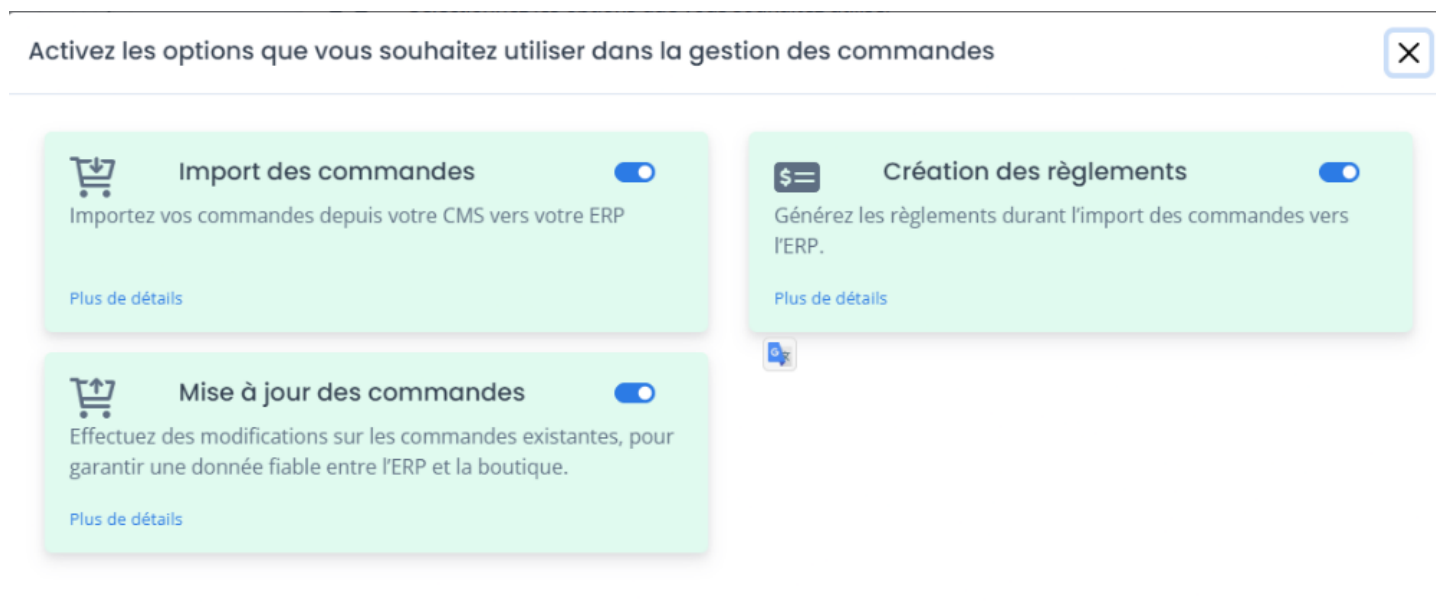 Activez les options que vous souhaitez utiliser dans la gestion des commandes
Import des commandes
Importez vos commandes depuis votre CMS vers votre ERP
Plus de détails
Création des règlements
Générez les règlements durant l'import des commandes vers
l'ERP.
Plus de détails
Mise à jour des commandes
Effectuez des modifications sur les commandes existantes, pour
garantir une donnée fiable entre l'ERP et la boutique.
Plus de détails